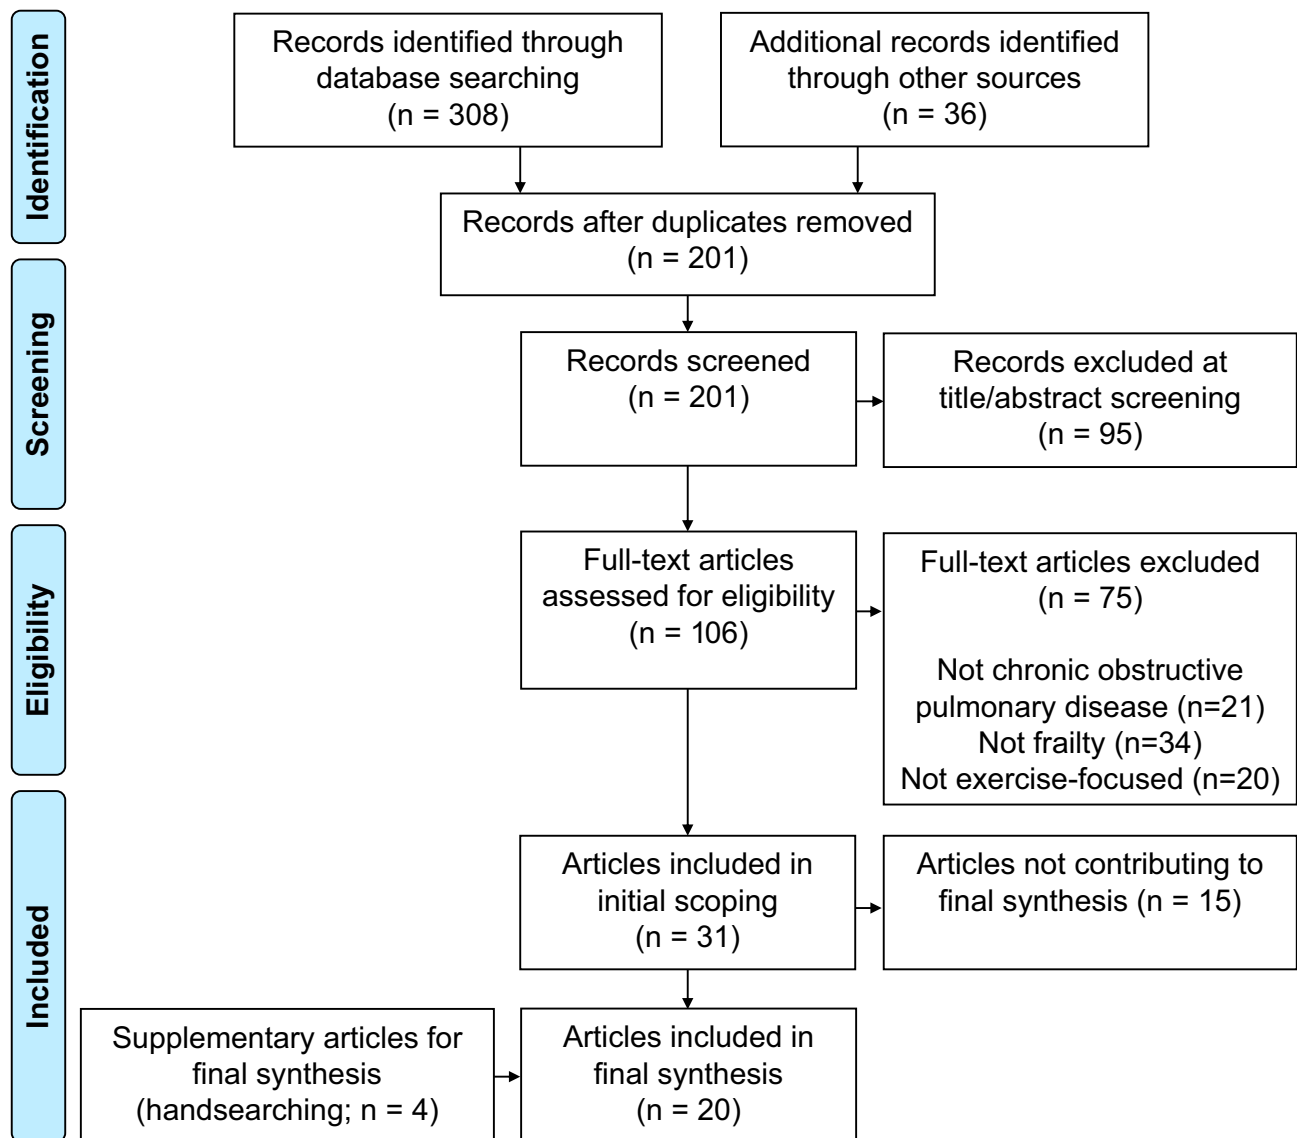 Identification
Records identified through
database searching
(n = 308)
Additional records identified
through other sources
(n = 36)
Records after duplicates removed
(n = 201)
Screening
Records screened
(n = 201)
Records excluded at
title/abstract screening
(n = 95)
Eligibility
Full-text articles
assessed for eligibility
(n = 106)
Full-text articles excluded
(n = 75)
Not chronic obstructive
pulmonary disease (n=21)
Not frailty (n=34)
Not exercise-focused (n=20)
Included
Articles included in
initial scoping
(n = 31)
Articles not contributing to
final synthesis (n = 15)
Supplementary articles for
final synthesis
(handsearching; n = 4)
Articles included in
final synthesis
(n = 20)